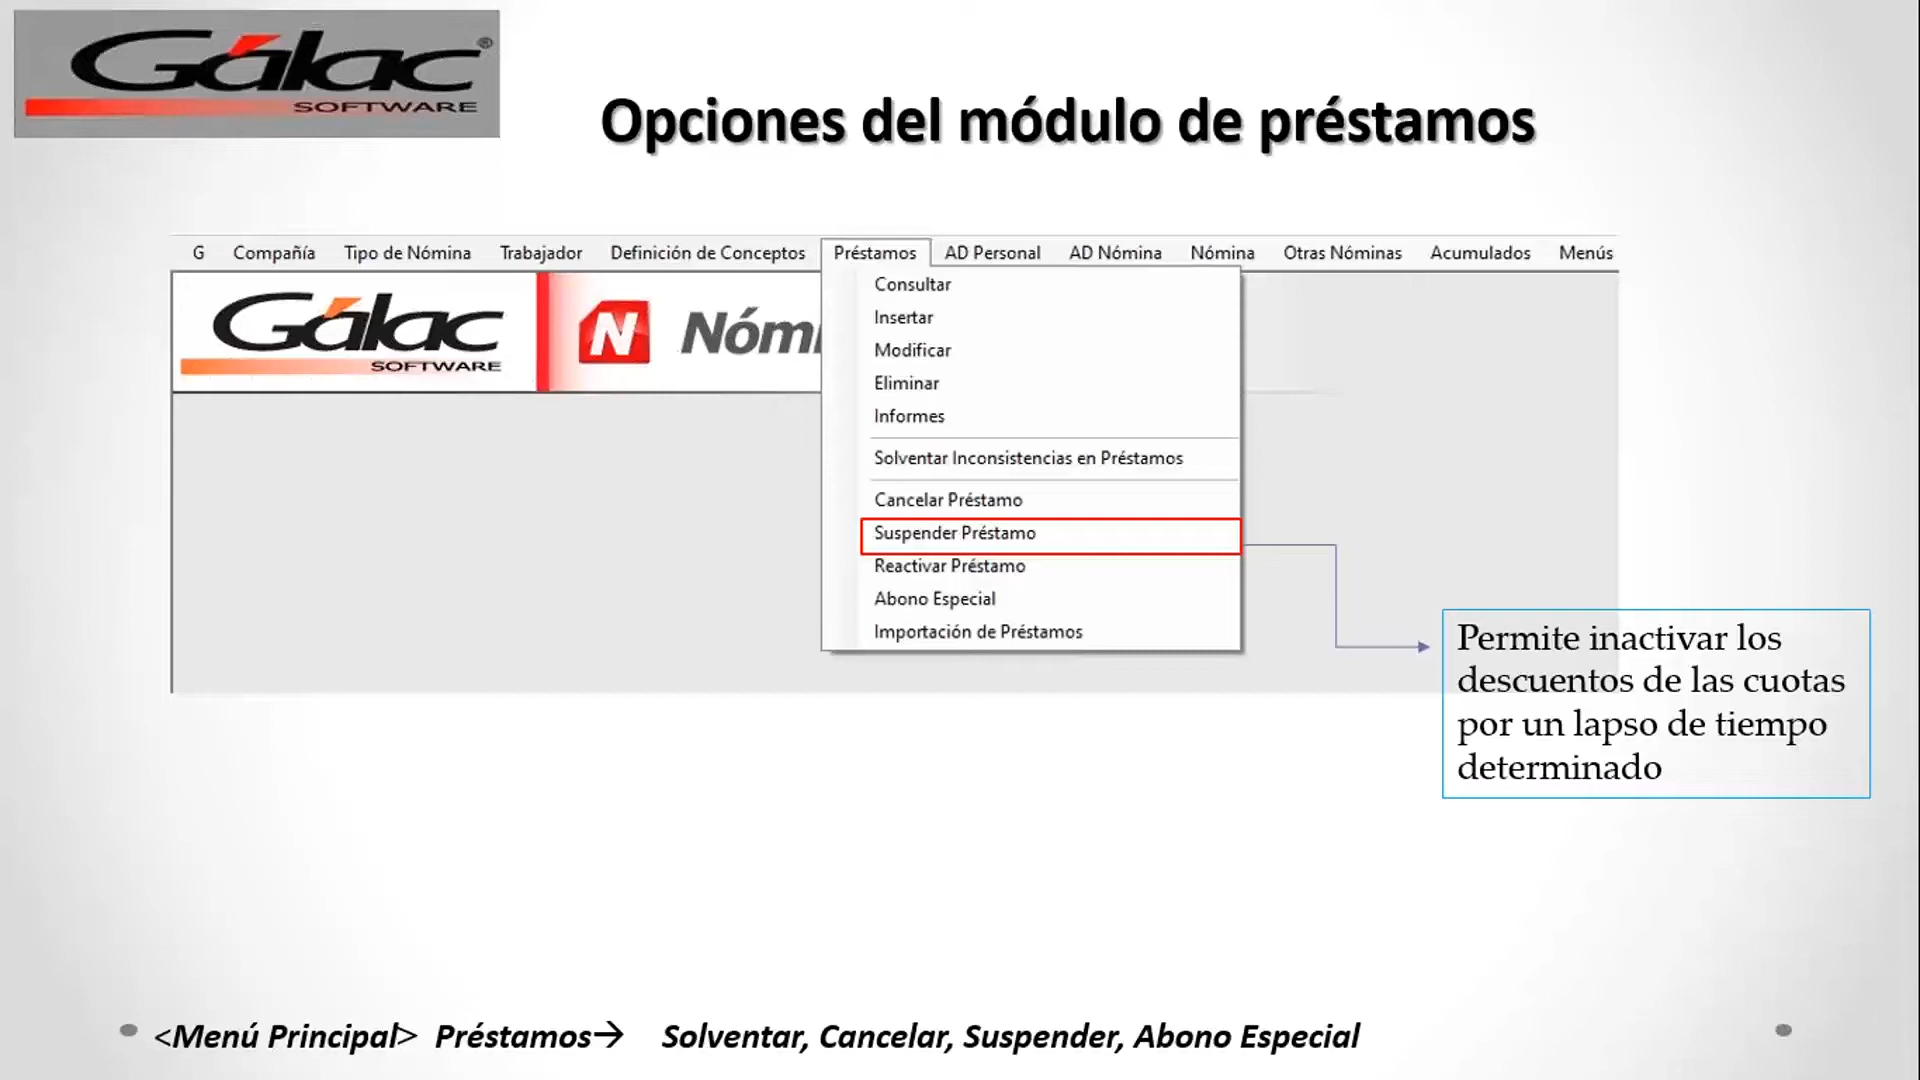 Gálac®
SOFTWARE
Opciones del módulo de préstamos
G Compañía Tipo de Nómina Trabajador Definición de Conceptos Préstamos AD Personal AD Nómina Nómina Otras Nóminas Acumulados Menús
Gálac
SOFTWARE
N Nóm
Consultar
Insertar
Modificar
Eliminar
Informes
Solventar Inconsistencias en Préstamos
Cancelar Préstamo
Suspender Préstamo
Reactivar Préstamo
Abono Especial
Importación de Préstamos
Permite inactivar los
descuentos de las cuotas
por un lapso de tiempo
determinado
<Menú Principal> Préstamos→ Solventar, Cancelar, Suspender, Abono Especial